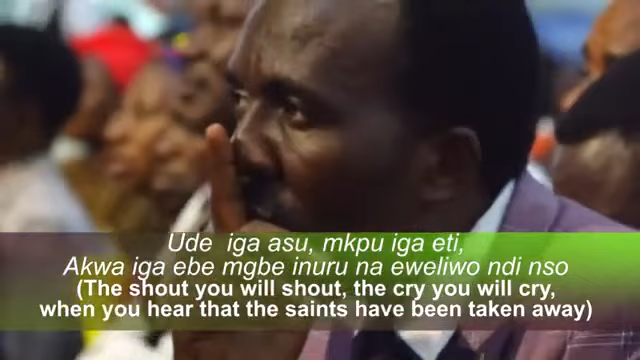 Ude iga asu, mkpu iga eti,
Akwa iga ebe mgbe inuru na eweliwo ndi nso
(The shout you will shout, the cry you will cry,
when you hear that the saints have been taken away)